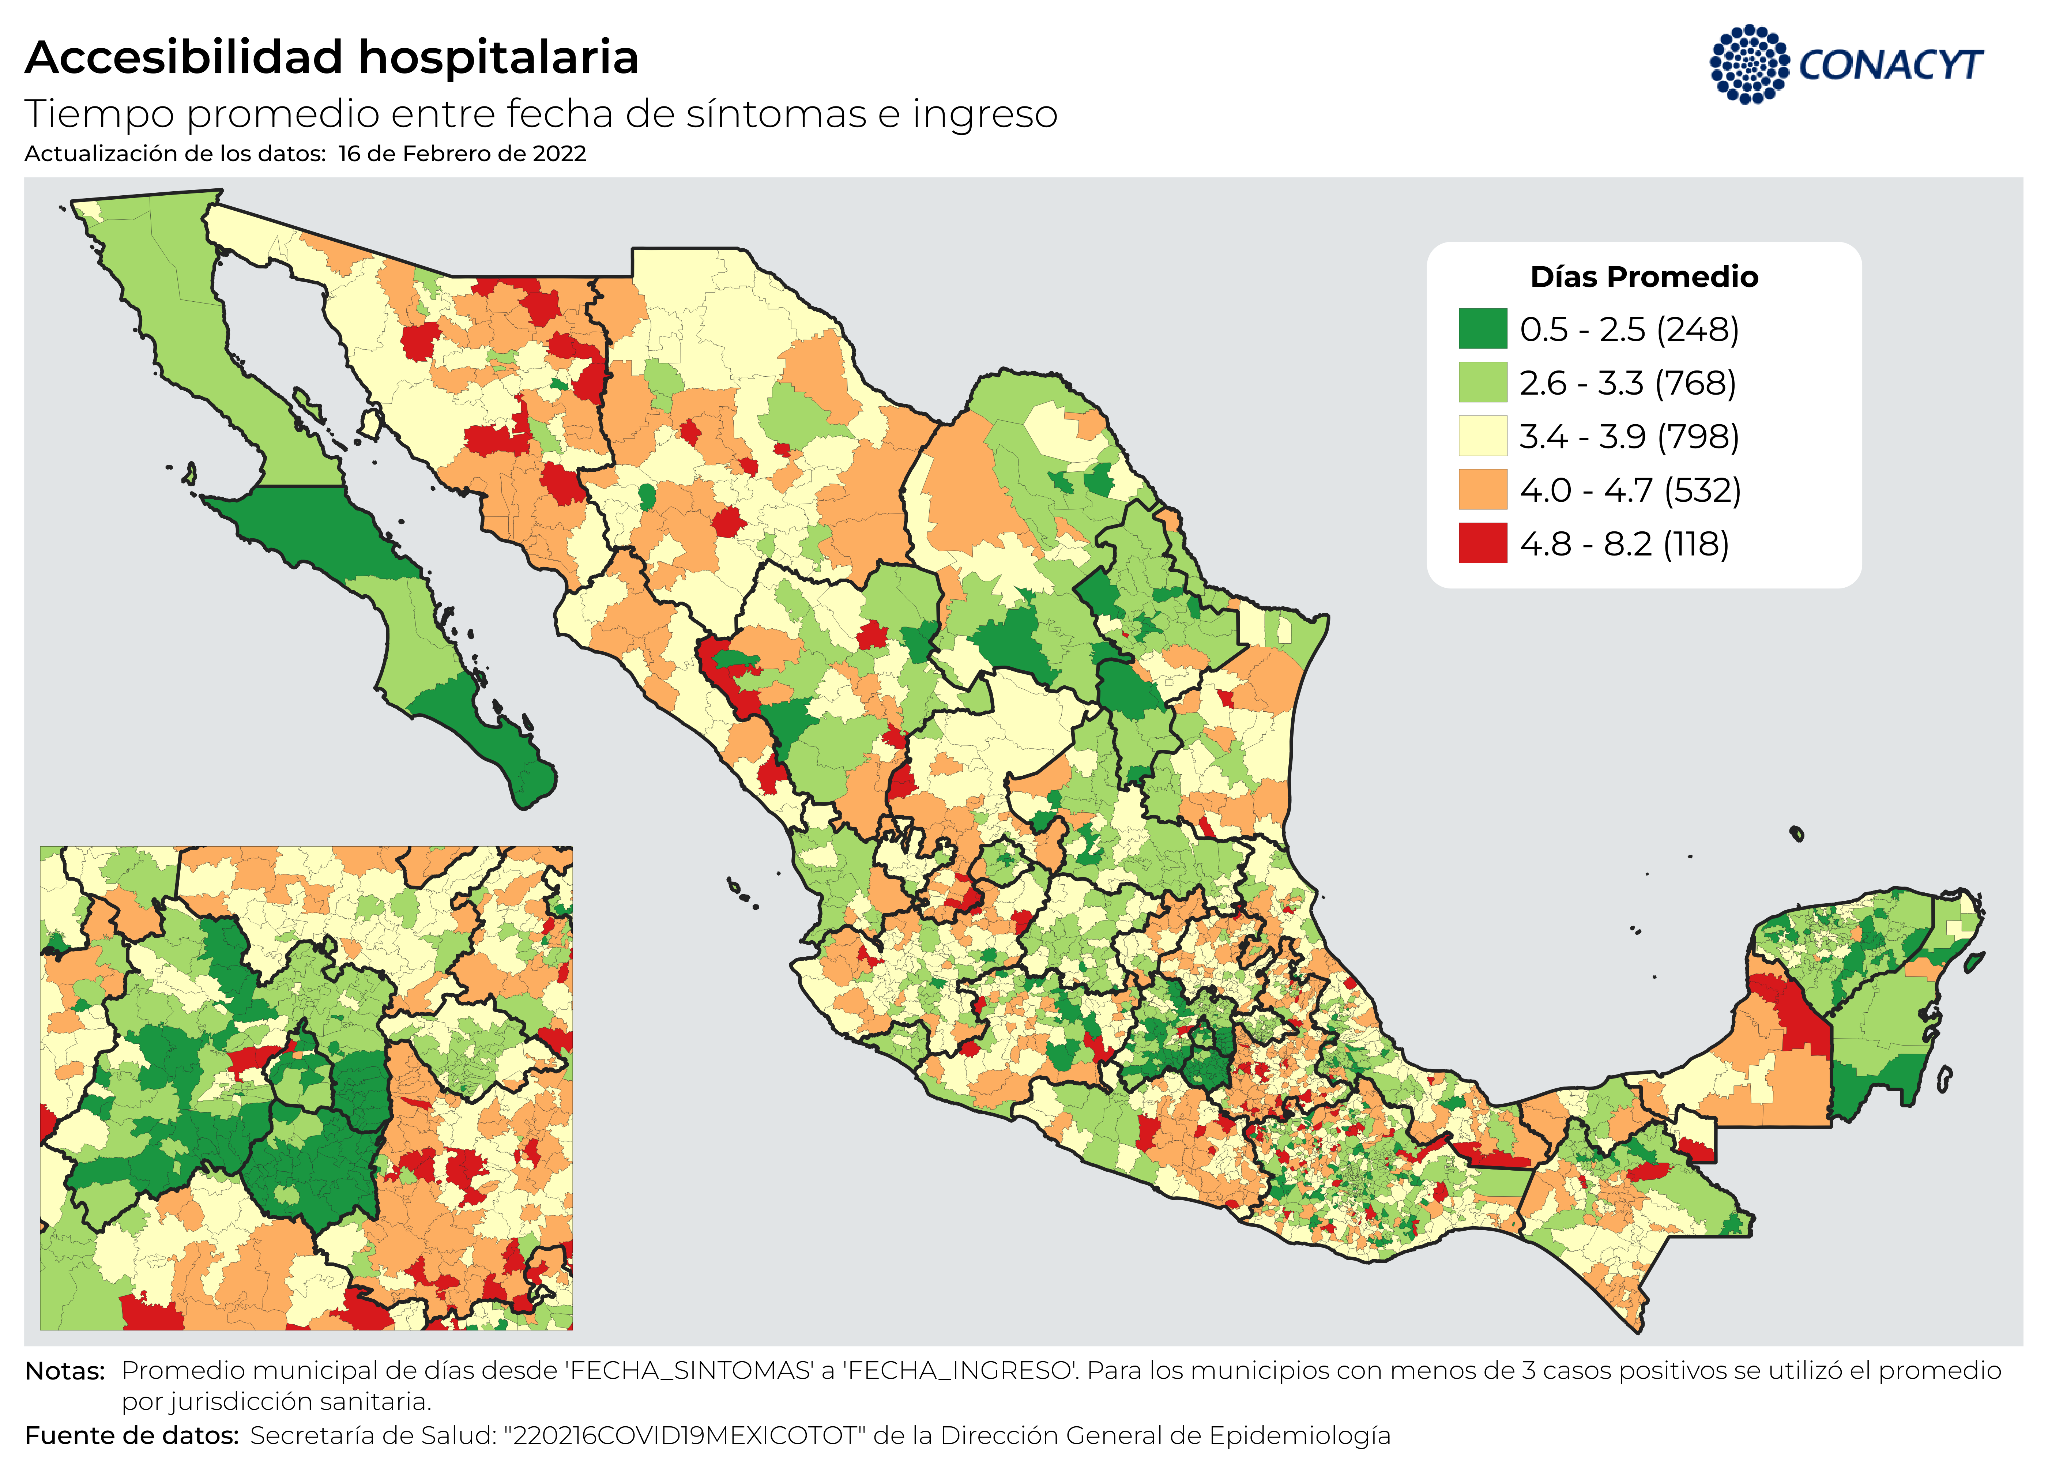 Accesibilidad hospitalaria
Tiempo promedio entre fecha de síntomas e ingreso
Actualización de los datos: 16 de Febrero de 2022
CONACYT
Días Promedio
0.5 - 2.5 (248)
2.6 - 3.3 (768)
3.4 - 3.9 (798)
4.0 - 4.7 (532)
4.8 - 8.2 (118)
Notas: Promedio municipal de días desde 'FECHA_SINTOMAS' a 'FECHA_INGRESO'. Para los municipios con menos de 3 casos positivos se utilizó el promedio
por jurisdicción sanitaria.
Fuente de datos: Secretaría de Salud: "220216COVID19MEXICOTOT" de la Dirección General de Epidemiología